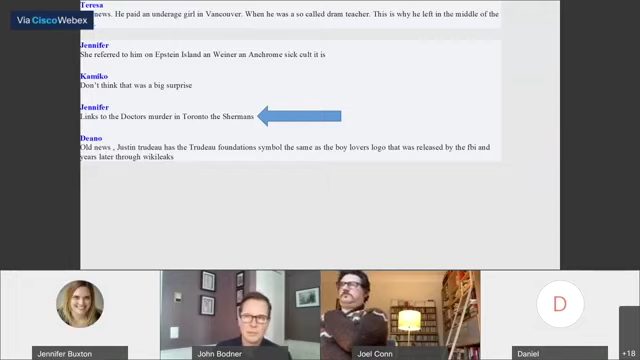 Via CiscoWebex
Teresa
news. He paid an underage girl in Vancouver. When he was a so called dram teacher. This is why he left in the middle of the
Jennifer
She referred to him on Epstein Island an Weiner an Anchrome sick cult it is
Kamiko
Don't think that was a big surprise
Jennifer
Links to the Doctors murder in Toronto the Shermans
Deano
Old news , Justin trudeau has the Trudeau foundations symbol the same as the boy lovers logo that was released by the fbi and
years later through wikileaks
D
Jennifer Buxton
John Bodner
Joel Conn
Daniel
+18